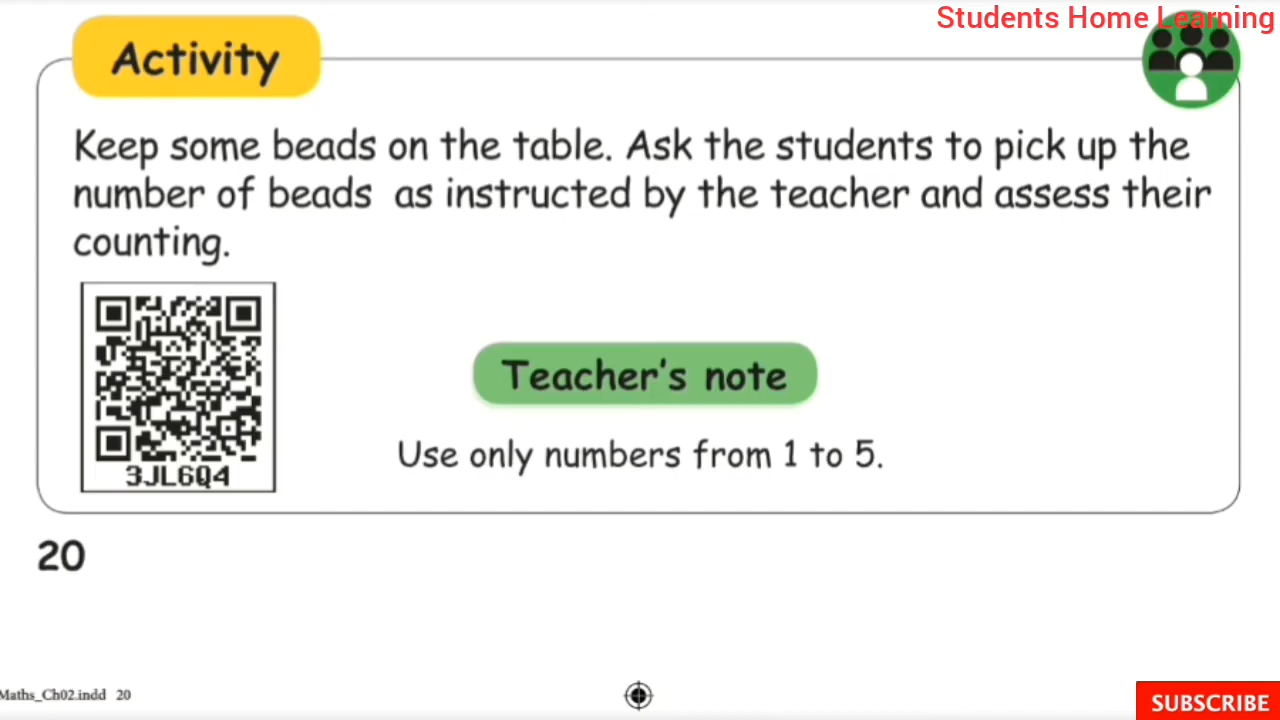 Students Home Learning
Activity
Keep some beads on the table. Ask the students to pick up the
number of beads as instructed by the teacher and assess their
counting.
3JL6Q4
Teacher's note
Use only numbers from 1 to 5.
20
Maths_Ch02.indd 20
SUBSCRIBE